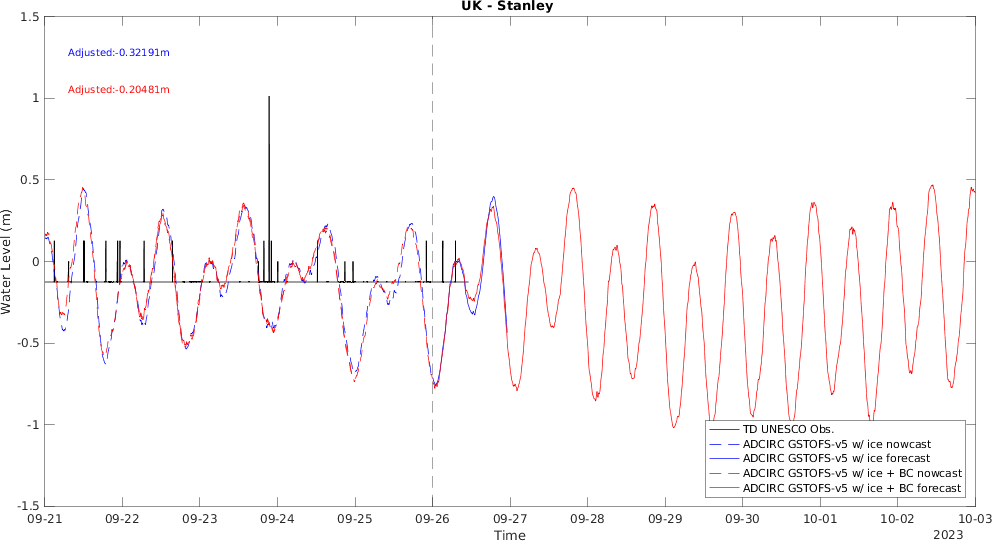 UK - Stanley
Adjusted:-0.32191m
Adjusted:-0.20481m
Water Level (m)
1.5
1
0.5
0
-0.5
-1
-1.5
TD UNESCO Obs.
ADCIRC GSTOFS-v5 w/ ice nowcast
ADCIRC GSTOFS-v5 w/ ice forecast
ADCIRC GSTOFS-v5 w/ ice + BC nowcast
ADCIRC GSTOFS-v5 w/ ice + BC forecast
09-21 09-22 09-23 09-24 09-25 09-26 09-27 09-28 09-29 09-30 10-01 10-02 10-03
Time
2023